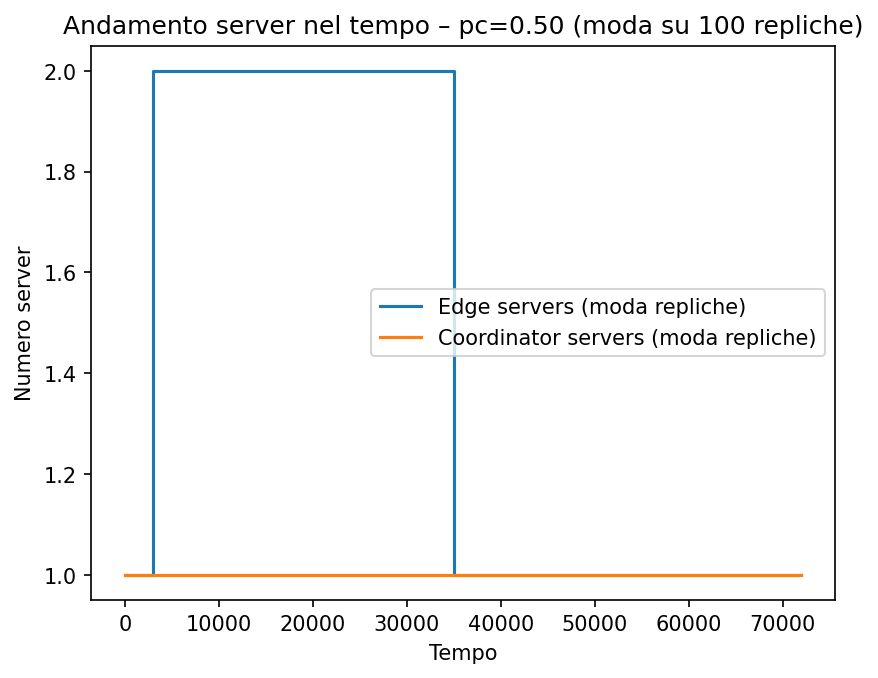 Andamento server nel tempo – pc=0.50 (moda su 100 repliche)
2.0
1.8
1.6
1.4
1.2
1.0
Numero server
Edge servers (moda repliche)
Coordinator servers (moda repliche)
0 10000 20000 30000 40000 50000 60000 70000
Tempo